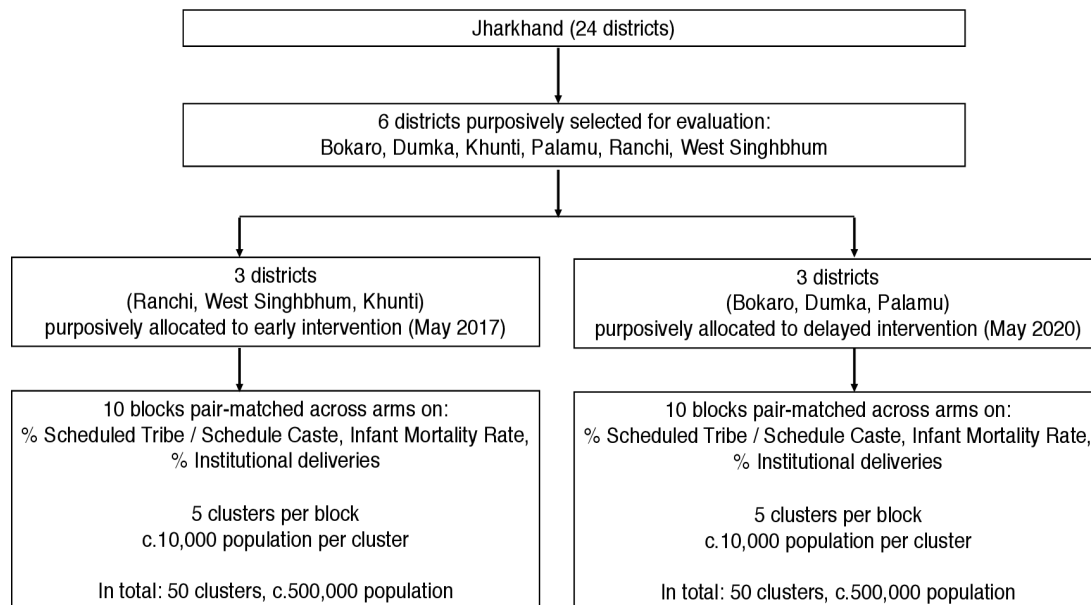 Jharkhand (24 districts)
6 districts purposively selected for evaluation:
Bokaro, Dumka, Khunti, Palamu, Ranchi, West Singhbhum
3 districts
(Ranchi, West Singhbhum, Khunti)
purposively allocated to early intervention (May 2017)
3 districts
(Bokaro, Dumka, Palamu)
purposively allocated to delayed intervention (May 2020)
10 blocks pair-matched across arms on:
% Scheduled Tribe / Schedule Caste, Infant Mortality Rate,
% Institutional deliveries
5 clusters per block
c.10,000 population per cluster
In total: 50 clusters, c.500,000 population
10 blocks pair-matched across arms on:
% Scheduled Tribe / Schedule Caste, Infant Mortality Rate,
% Institutional deliveries
5 clusters per block
c.10,000 population per cluster
In total: 50 clusters, c.500,000 population